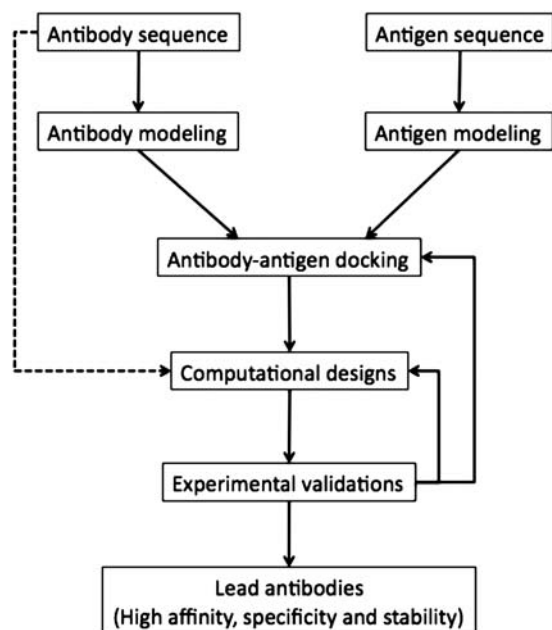 Antibody sequence
Antigen sequence
Antibody modeling
Antigen modeling
Antibody-antigen docking
Computational designs
Experimental validations
Lead antibodies
(High affinity, specificity and stability)